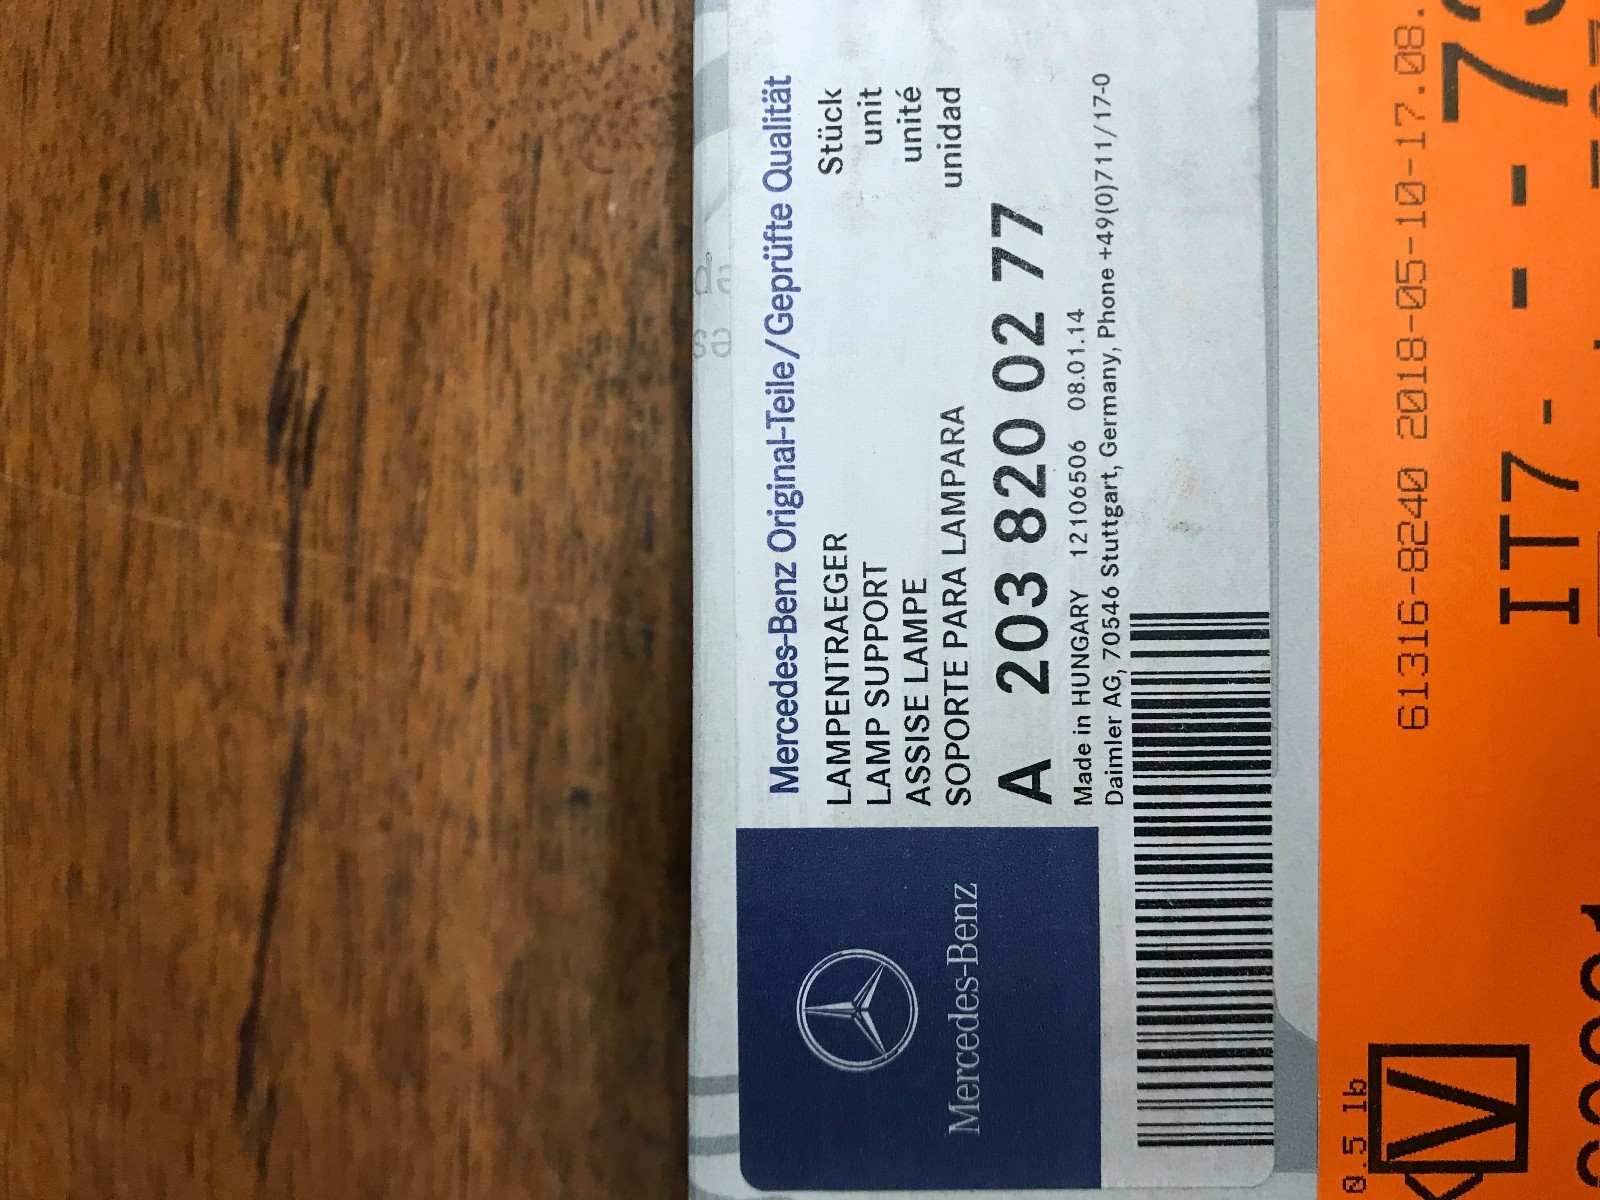 Mercedes-Benz Original-Teile/Geprüfte Qualität
LAMPENTRAEGER Stück
LAMP SUPPORT unit
ASSISE LAMPE unité
SOPORTE PARA LAMPARA unidad
A 203 820 02 77
Made in HUNGARY 12106506 08.01.14
Daimler AG, 70546 Stuttgart, Germany, Phone +49(0)711/17-0
Mercedes-Benz
0.5 lb
61316-8240 2018-05-10-17.08.
V
IT7